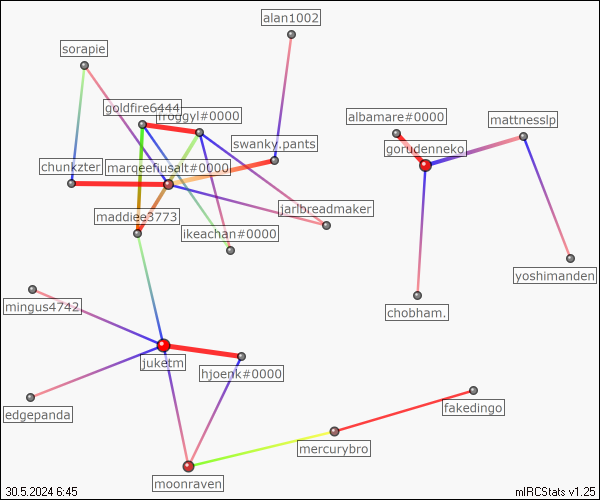 alan1002
sorapie
goldfire6444
froggyl#0000
albamare#0000
mattnesslp
swanky.pants
gorudenneko
chunkzter
marqeefusalt#0000
maddiee3773
jarlbreadmaker
ikeachan#0000
yoshimanden
mingus4742
chobham.
juketm
hjoenk#0000
edgepanda
fakedingo
mercurybro
moonraven
30.5.2024 6:45
mIRCStats v1.25